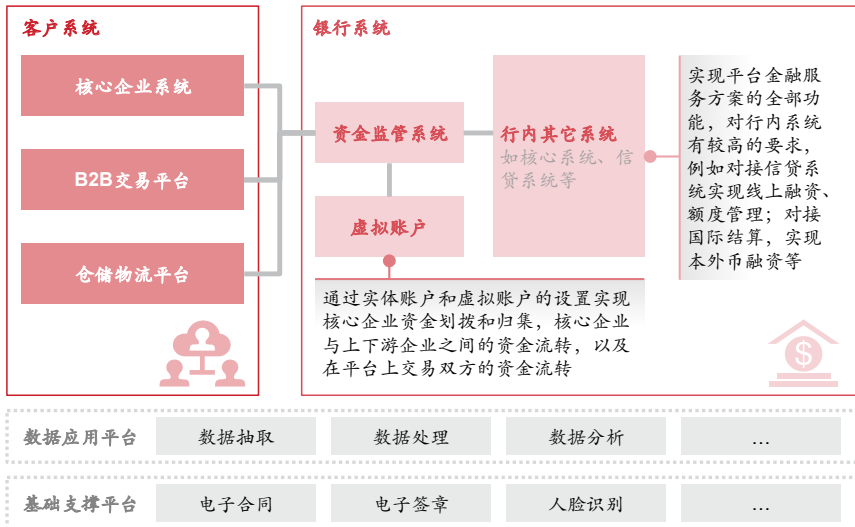 客户系统
核心企业系统
B2B交易平台
仓储物流平台
银行系统
资金监管系统
虚拟账户
行内其它系统
如核心系统、信
贷系统等
实现平台金融服
务方案的全部功
能，对行内系统
有较高的要求，
例如对接信贷系
统实现线上融资、
额度管理；对接
国际结算，实现
本外币融资等
通过实体账户和虚拟账户的设置实现
核心企业资金划拨和归集，核心企业
与上下游企业之间的资金流转，以及
在平台上交易双方的资金流转
$
数据应用平台
数据抽取
数据处理
数据分析
…
基础支撑平台
电子合同
电子签章
人脸识别
…